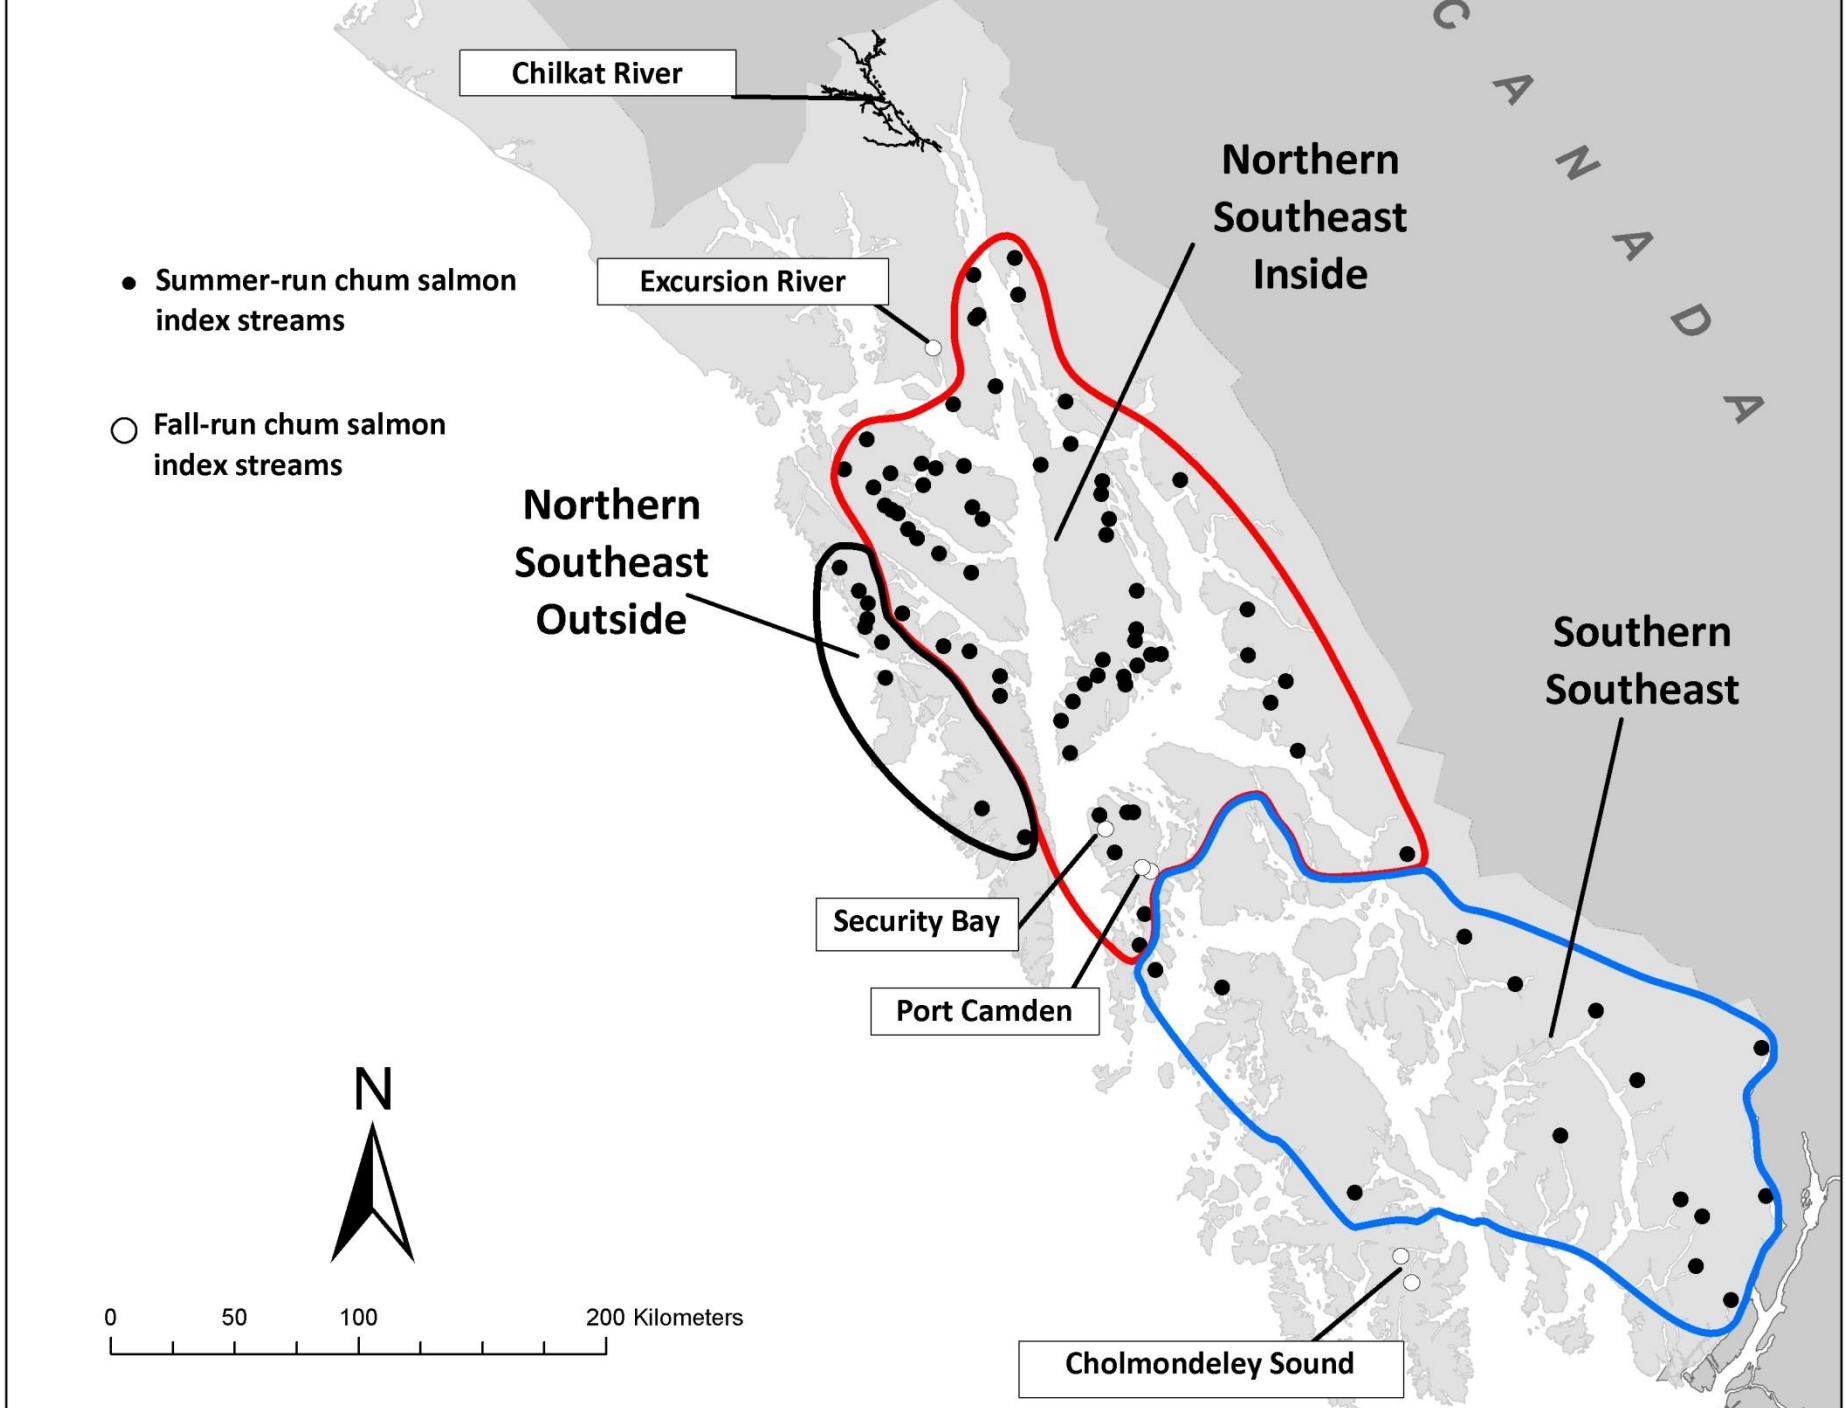 C A N A D A
Chilkat River
Northern
Southeast
Inside
Summer-run chum salmon
index streams
Excursion River
Fall-run chum salmon
index streams
Northern
Southeast
Outside
Southern
Southeast
Security Bay
Port Camden
N
0 50 100 200 Kilometers
Cholmondeley Sound